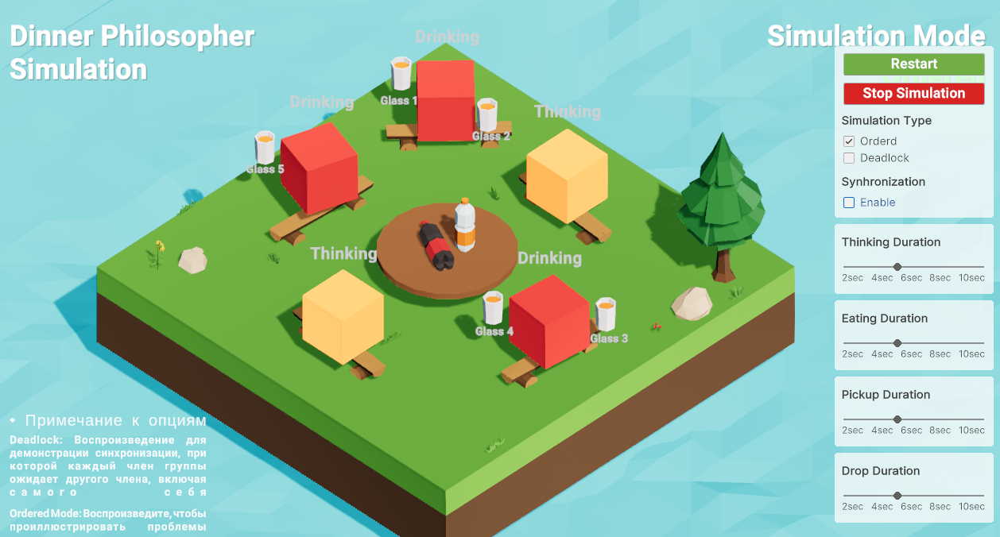 Dinner Philosopher
Simulation
Simulation Mode
Restart
Stop Simulation
Simulation Type
Orderd
Deadlock
Synhronization
Enable
Thinking Duration
2sec 4sec 6sec 8sec 10sec
Eating Duration
2sec 4sec 6sec 8sec 10sec
Pickup Duration
2sec 4sec 6sec 8sec 10sec
Drop Duration
2sec 4sec 6sec 8sec 10sec
Drinking
Glass 1
Drinking
Thinking
Glass 2
Glass 5
Thinking
Drinking
Glass 4
Glass 3
Примечание к опциям
Deadlock: Воспроизведение для
демонстрации синхронизации, при
которой каждый член группы
ожидает другого члена, включая
самого себя
Ordered Mode: Воспроизведите, чтобы
проиллюстрировать проблемы